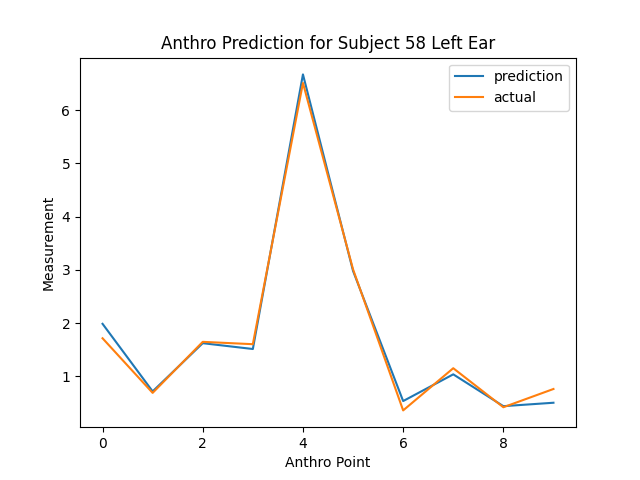 Anthro Prediction for Subject 58 Left Ear
prediction
actual
Measurement
6
5
4
3
2
1
0 2 4 6 8
Anthro Point